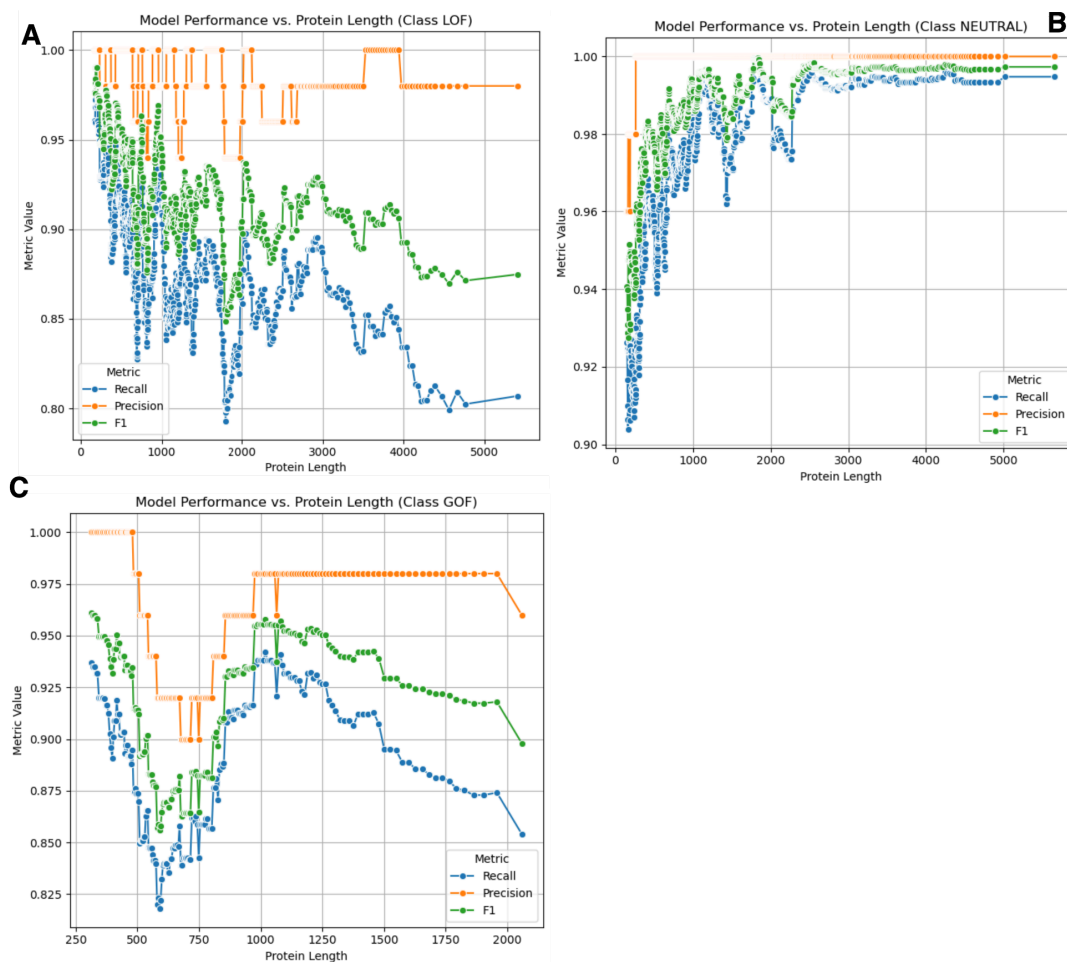 A
Model Performance vs. Protein Length (Class LOF)
Metric Value
1.00
0.95
0.90
0.85
0.80
Metric
Recall
Precision
F1
0 1000 2000 3000 4000 5000
Protein Length
B
Model Performance vs. Protein Length (Class NEUTRAL)
Metric Value
1.00
0.98
0.96
0.94
0.92
0.90
Metric
Recall
Precision
F1
0 1000 2000 3000 4000 5000
Protein Length
C
Model Performance vs. Protein Length (Class GOF)
Metric Value
1.000
0.975
0.950
0.925
0.900
0.875
0.850
0.825
Metric
Recall
Precision
F1
250 500 750 1000 1250 1500 1750 2000
Protein Length